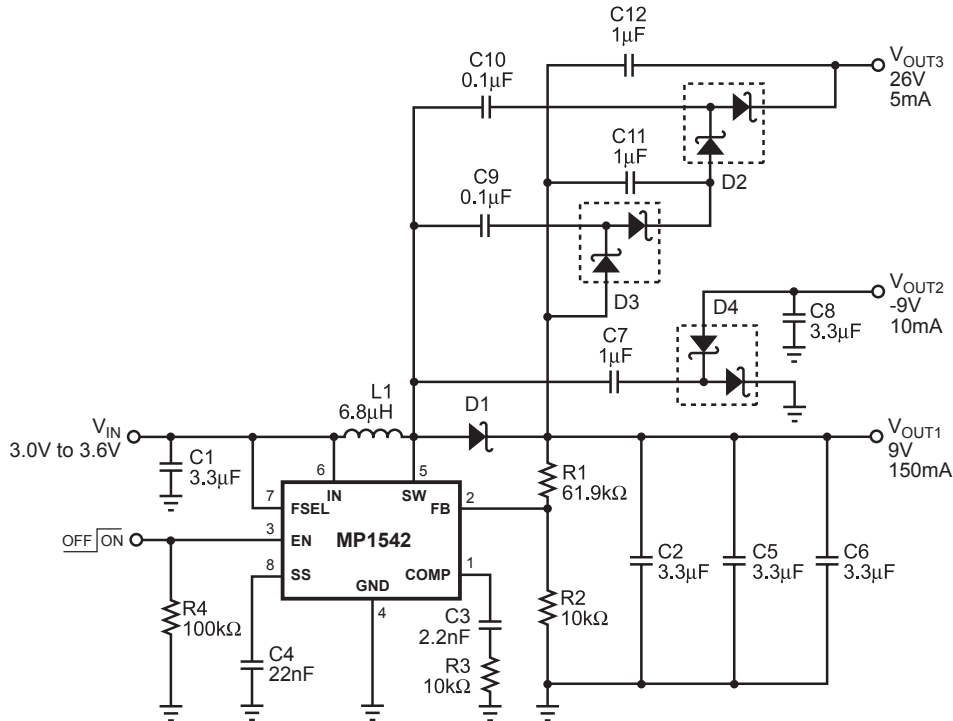 C12
1µF
VOUT3
26V
5mA
C10
0.1µF
C11
1µF
D2
C9
0.1µF
D3
VOUT2
-9V
10mA
D4
C8
3.3µF
C7
1µF
L1
6.8µH
D1
VIN
3.0V to 3.6V
VOUT1
9V
150mA
C1
3.3µF
6
5
R1
61.9kΩ
7
IN
SW
2
FSEL
FB
OFF ON
3
EN
MP1542
8
SS
COMP
1
GND
4
C2
3.3µF
C5
3.3µF
C6
3.3µF
R4
100kΩ
C3
2.2nF
R2
10kΩ
C4
22nF
R3
10kΩ